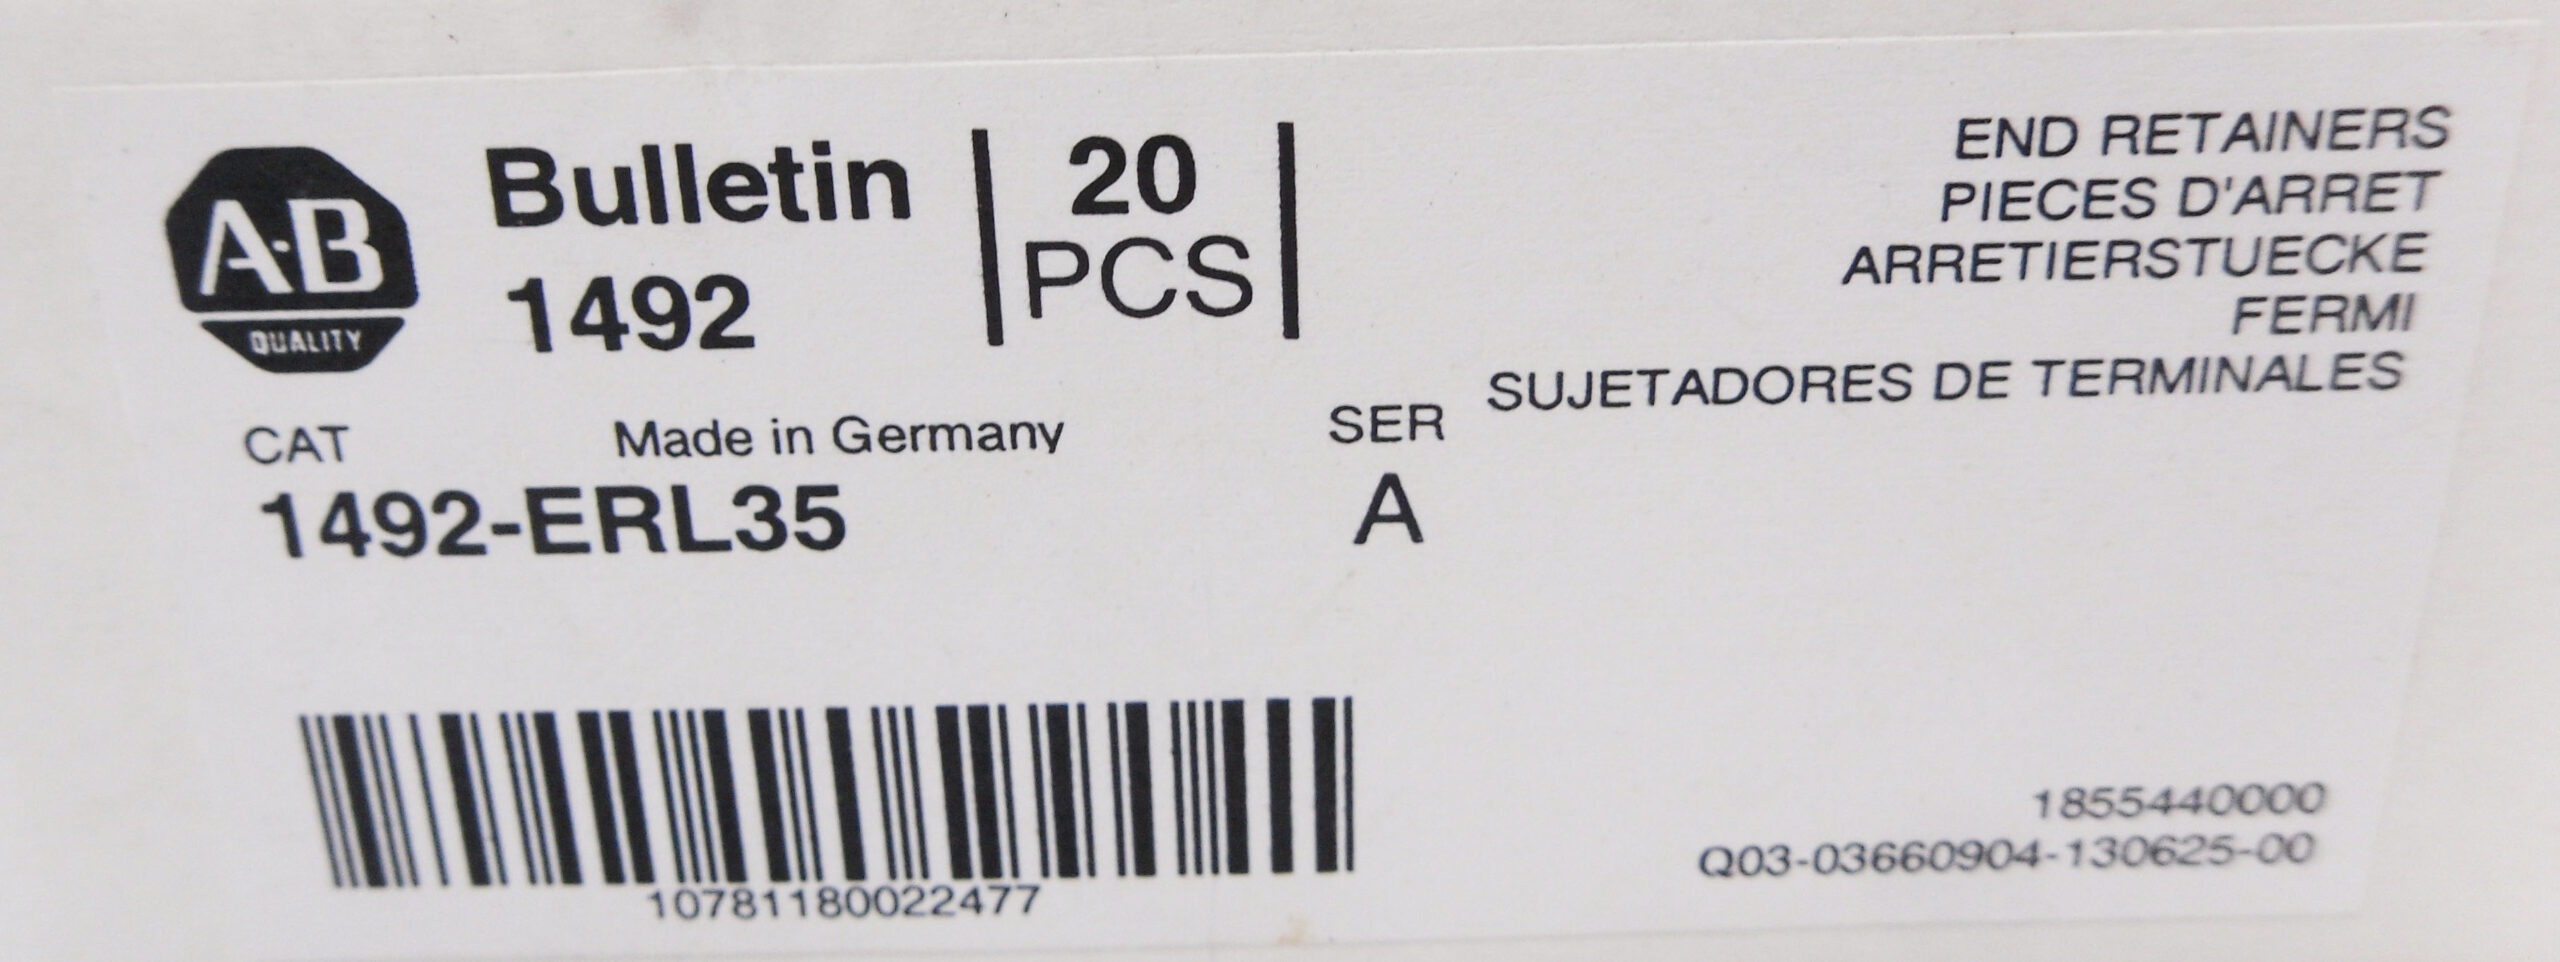 A-B
QUALITY
Bulletin
1492
20
PCS
END RETAINERS
PIECES D'ARRET
ARRETIERSTUECKE
FERMI
SUJETADORES DE TERMINALES
CAT
Made in Germany
SER
1492-ERL35
A
10781180022477
1855440000
Q03-03660904-130625-00